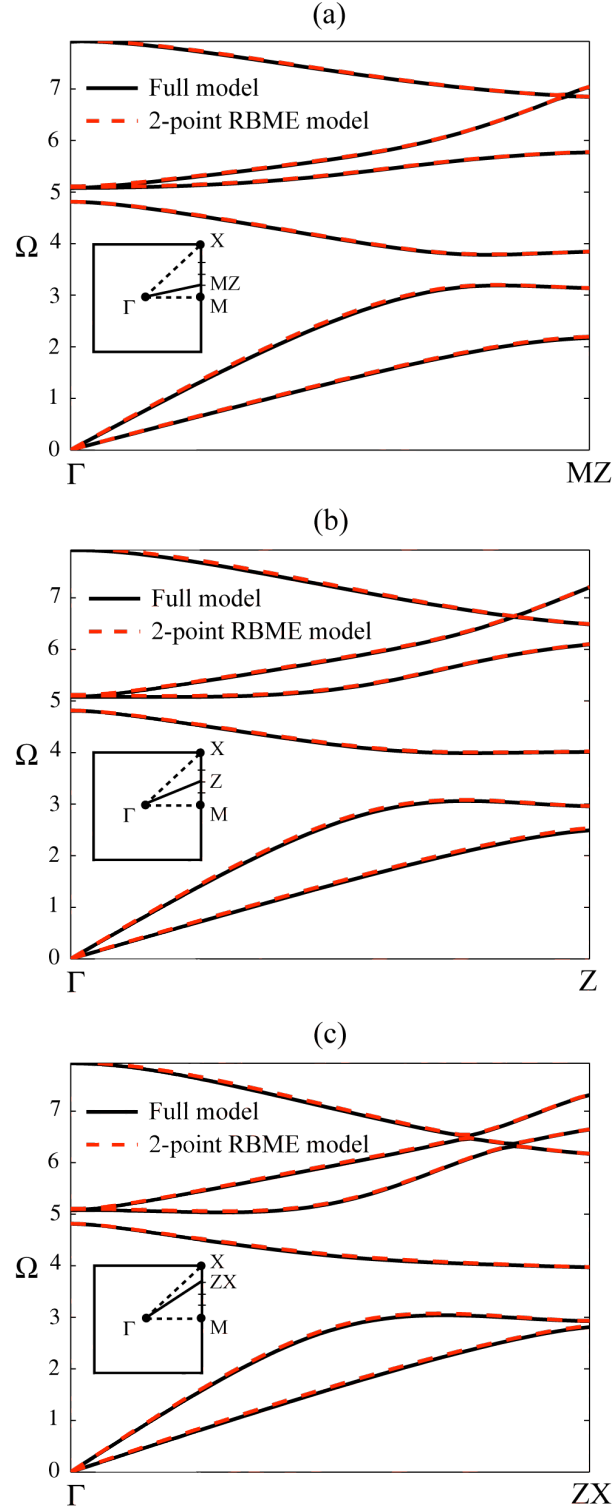 (a)
7
Full model
6
2-point RBME model
5
Ω
4
X
3
MZ
Γ
M
2
1
0
Γ
MZ
(b)
7
Full model
6
2-point RBME model
5
Ω
4
X
Z
3
Γ
M
2
1
0
Γ
Z
(c)
7
Full model
6
2-point RBME model
5
Ω
4
X
ZX
3
Γ
M
2
1
0
Γ
ZX